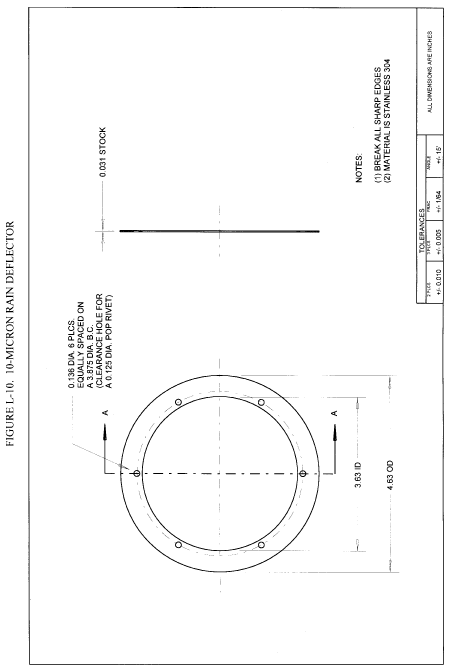 FIGURE L-10. 10-MICRON RAIN DEFLECTOR
0.136 DIA. 6 PLCS.
EQUALLY SPACED ON
A 3.875 DIA. B.C.
(CLEARANCE HOLE FOR
A 0.125 DIA. POP RIVET)
0.031 STOCK
A
A
3.63 ID
4.63 OD
NOTES:
(1) BREAK ALL SHARP EDGES
(2) MATERIAL IS STAINLESS 304
TOLERANCES
2 PLCS 3 PLCS FRAC ANGLE
+/- 0.010 +/- 0.005 +/- 1/64 +/- 15'
ALL DIMENSIONS ARE INCHES